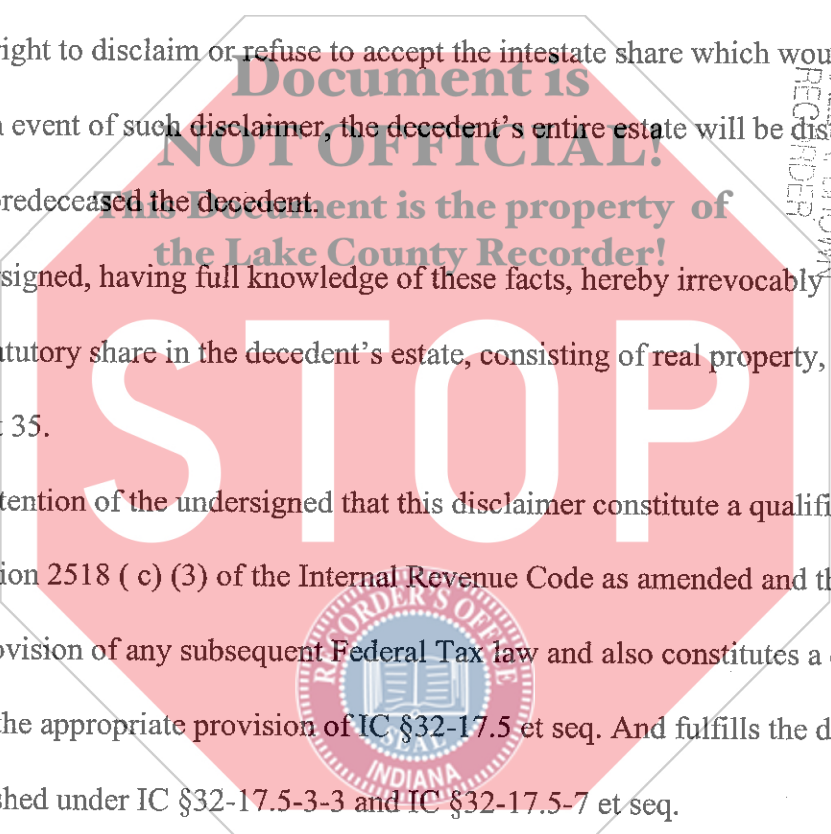 right to disclaim or refuse to accept the intestate share which wou
Document is
event of such disclaimer, the decedent's entire estate will be dis
NOT OFFICIAL!
RECORDER
redeceased the decedent.
This Document is the property of
the Lake County Recorder!
signed, having full knowledge of these facts, hereby irrevocably
STOP
atutory share in the decedent's estate, consisting of real property,
35.
tention of the undersigned that this disclaimer constitute a qualifi
ion 2518 ( c) (3) of the Internal Revenue Code as amended and th
RECORDER'S OFFICE
ovision of any subsequent Federal Tax law and also constitutes a
the appropriate provision of IC §32-17.5 et seq. And fulfills the d
SEAL
INDIANA
shed under IC §32-17.5-3-3 and IC §32-17.5-7 et seq.